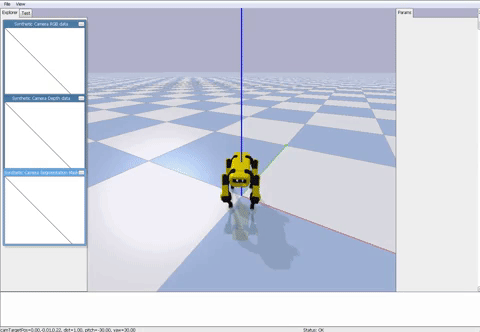 File View
Explorer Test Params
Synthetic Camera RGB data
Synthetic Camera Depth data
Synthetic Camera Segmentation Mask
camTargetPos=0.00,-0.01,0.22, dist=1.00, pitch=-30.00, yaw=30.00 Status: OK